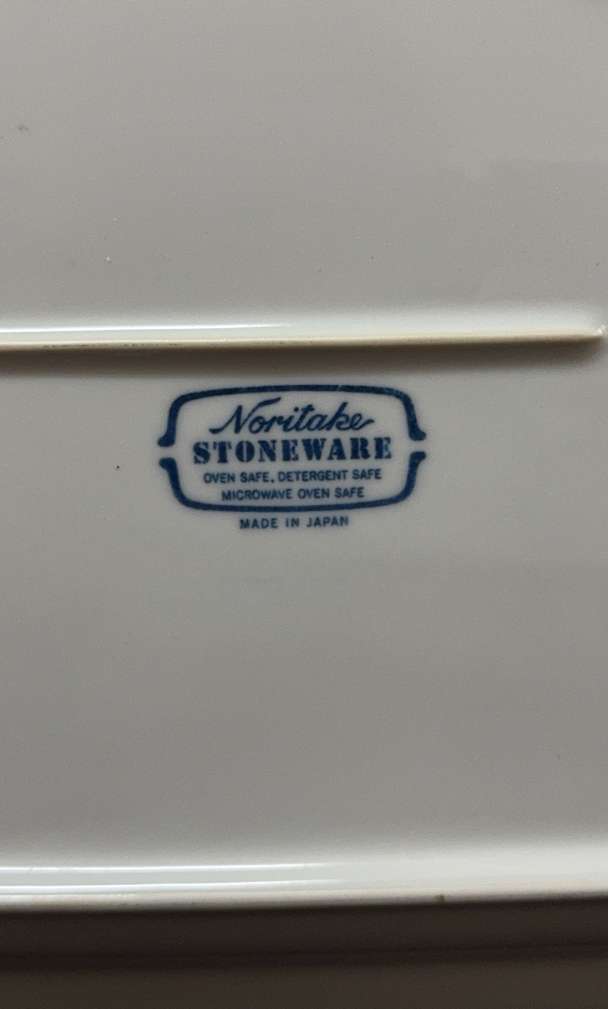 Noritake
STONEWARE
OVEN SAFE, DETERGENT SAFE
MICROWAVE OVEN SAFE
MADE IN JAPAN